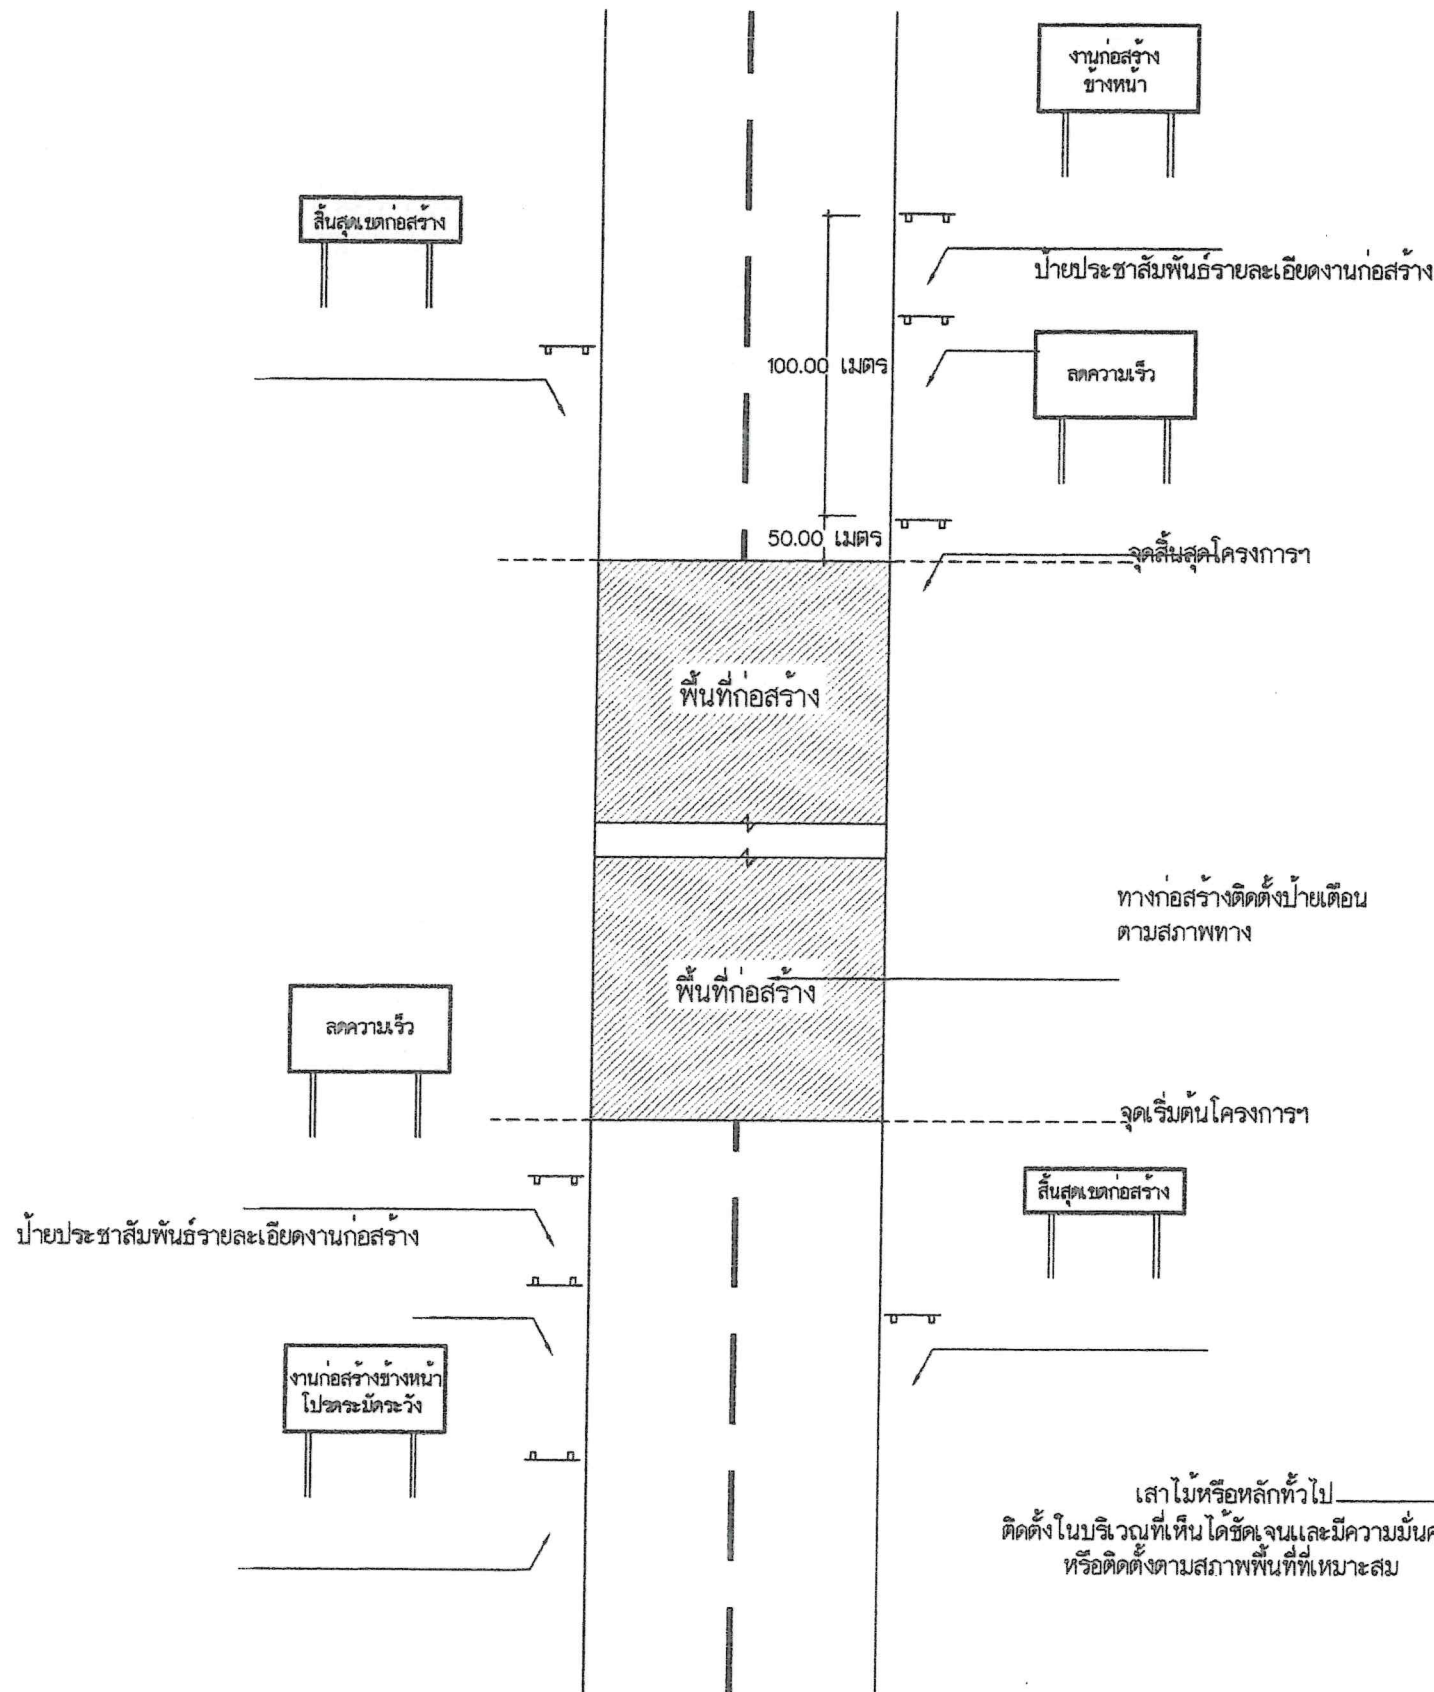 งานก่อสร้าง
ข้างหน้า
สิ้นสุดเขตก่อสร้าง
ป้ายประชาสัมพันธ์รายละเอียดงานก่อสร้าง
100.00 เมตร
ลดความเร็ว
50.00 เมตร
จุดสิ้นสุดโครงการฯ
พื้นที่ก่อสร้าง
ทางก่อสร้างติดตั้งป้ายเตือน
ตามสภาพทาง
พื้นที่ก่อสร้าง
ลดความเร็ว
จุดเริ่มต้นโครงการฯ
สิ้นสุดเขตก่อสร้าง
ป้ายประชาสัมพันธ์รายละเอียดงานก่อสร้าง
งานก่อสร้างข้างหน้า
โปรดระมัดระวัง
เสาไม้หรือหลักทั่วไป
ติดตั้งในบริเวณที่เห็นได้ชัดเจนและมีความมั่น
หรือติดตั้งตามสภาพพื้นที่ที่เหมาะสม